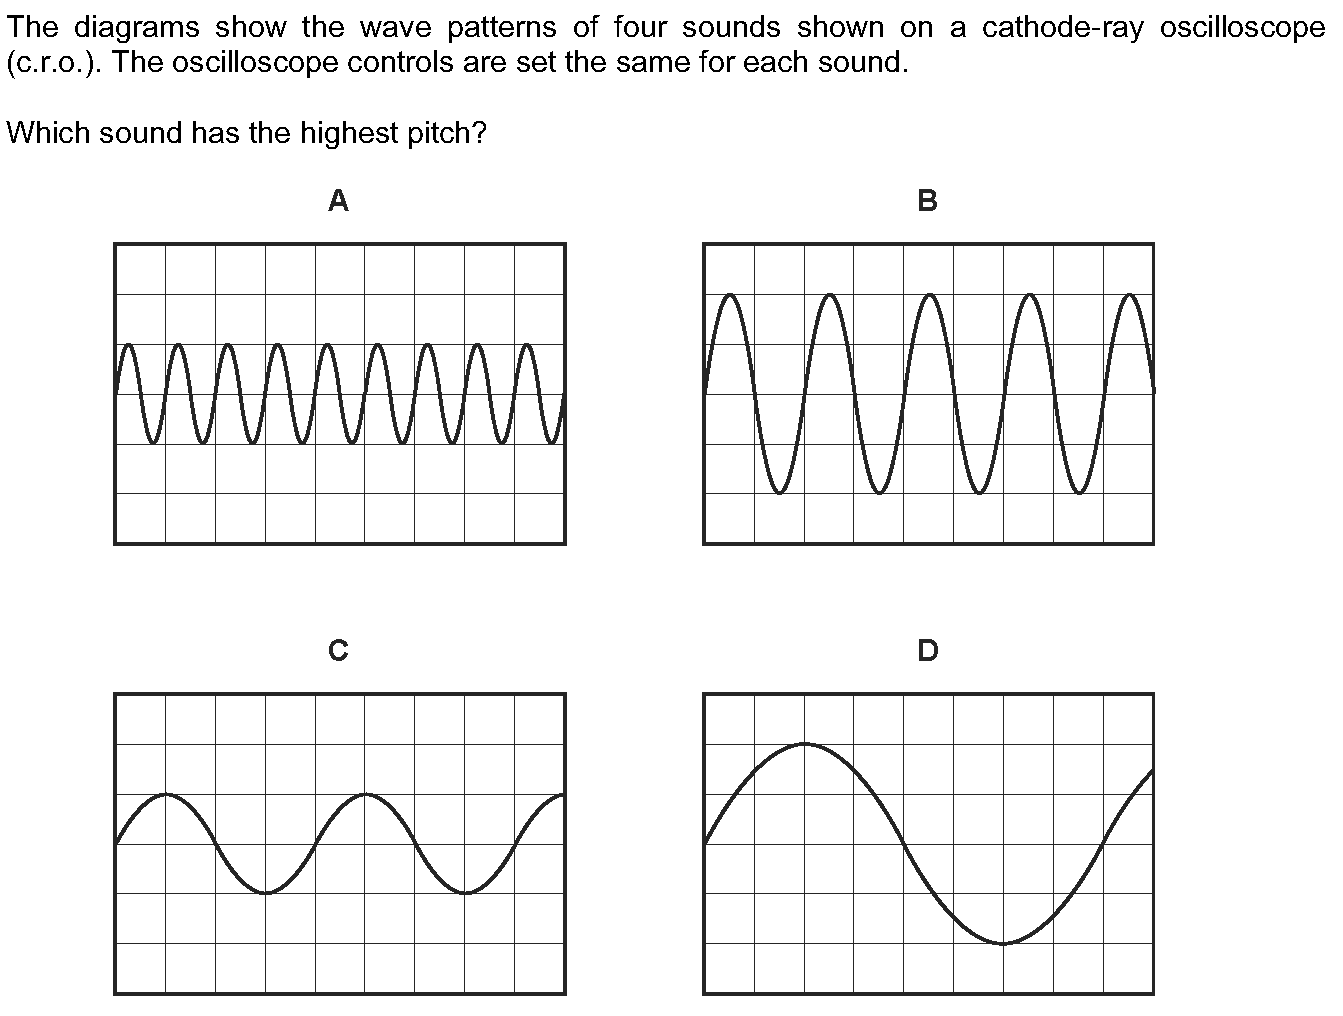 The diagrams show the wave patterns of four sounds shown on a cathode-ray oscilloscope
(c.r.o.). The oscilloscope controls are set the same for each sound.
Which sound has the highest pitch?
A
B
C
D